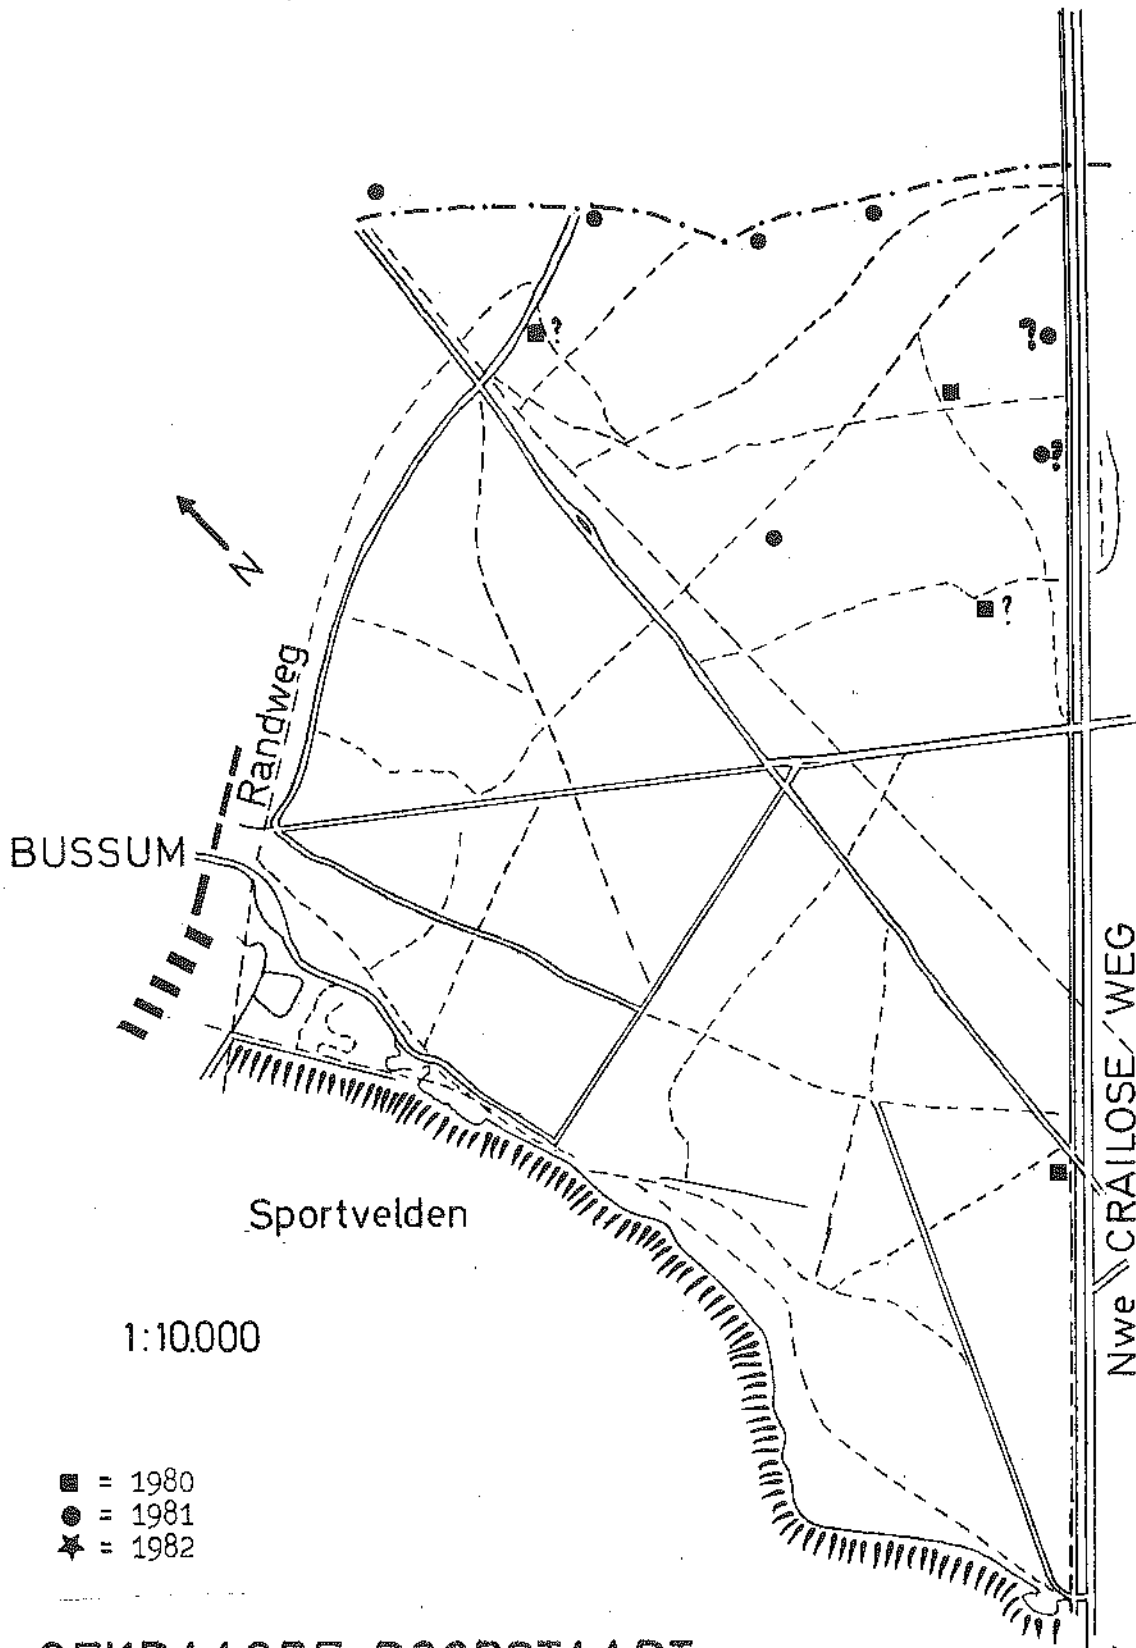 ?
?
?
?
N
Randweg
BUSSUM
Nwe CRAILOSE WEG
Sportvelden
1:10.000
■ = 1980
● = 1981
★ = 1982